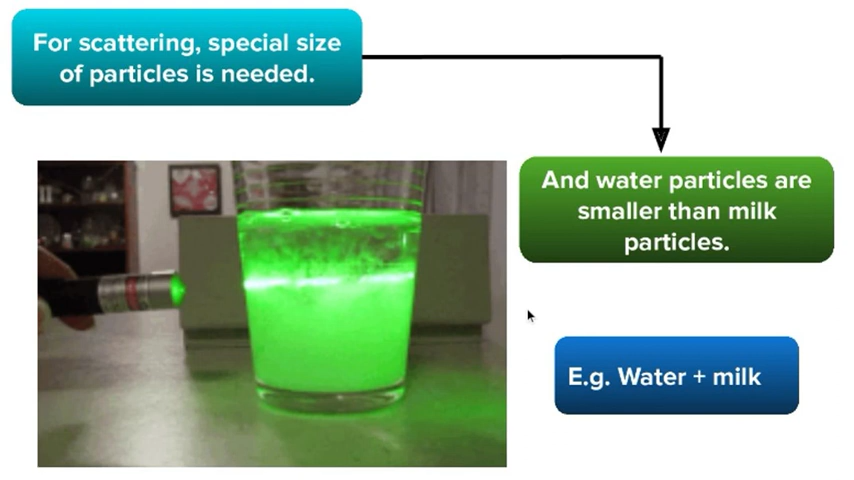 For scattering, special size
of particles is needed.
And water particles are
smaller than milk
particles.
E.g. Water + milk